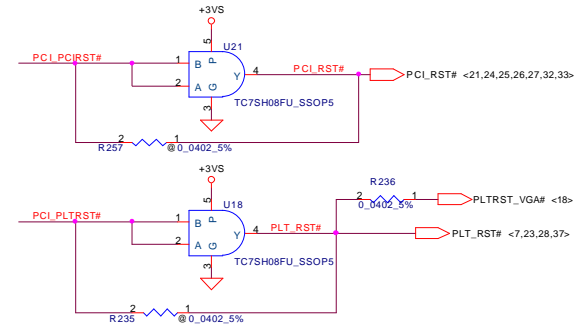 +3VS
5
U21
PCI_PCIRST#
1
B
P
Y
4
PCI_RST#
PCI_RST# <21,24,25,26,27,32,33>
2
A
G
3
TC7SH08FU_SSOP5
2
1
R257
@0_0402_5%
+3VS
R236
5
U18
2
1
PLTRST_VGA# <18>
0_0402_5%
PCI_PLTRST#
1
B
P
Y
4
PLT_RST#
PLT_RST# <7,23,28,37>
2
A
G
3
TC7SH08FU_SSOP5
2
1
R235
@0_0402_5%